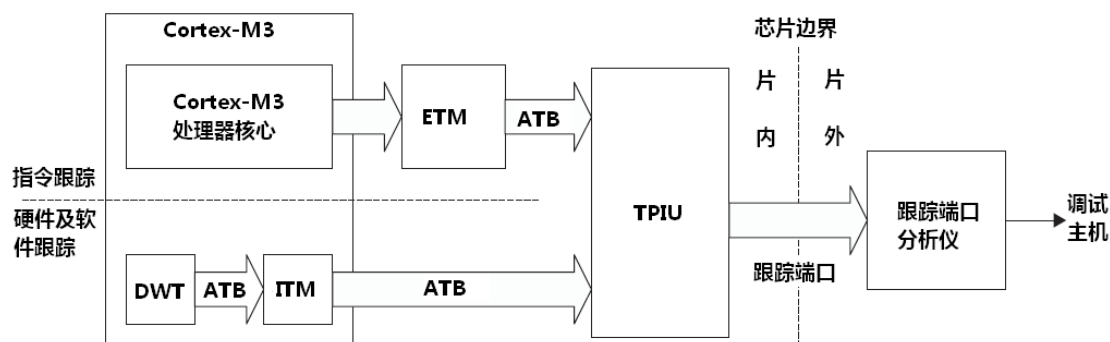 Cortex-M3
芯片边界
Cortex-M3
处理器核心
ETM
ATB
片
内
片
外
指令跟踪
硬件及软
件跟踪
TPIU
跟踪端口
分析仪
调试
主机
DWT
ATB
ITM
ATB
跟踪端口